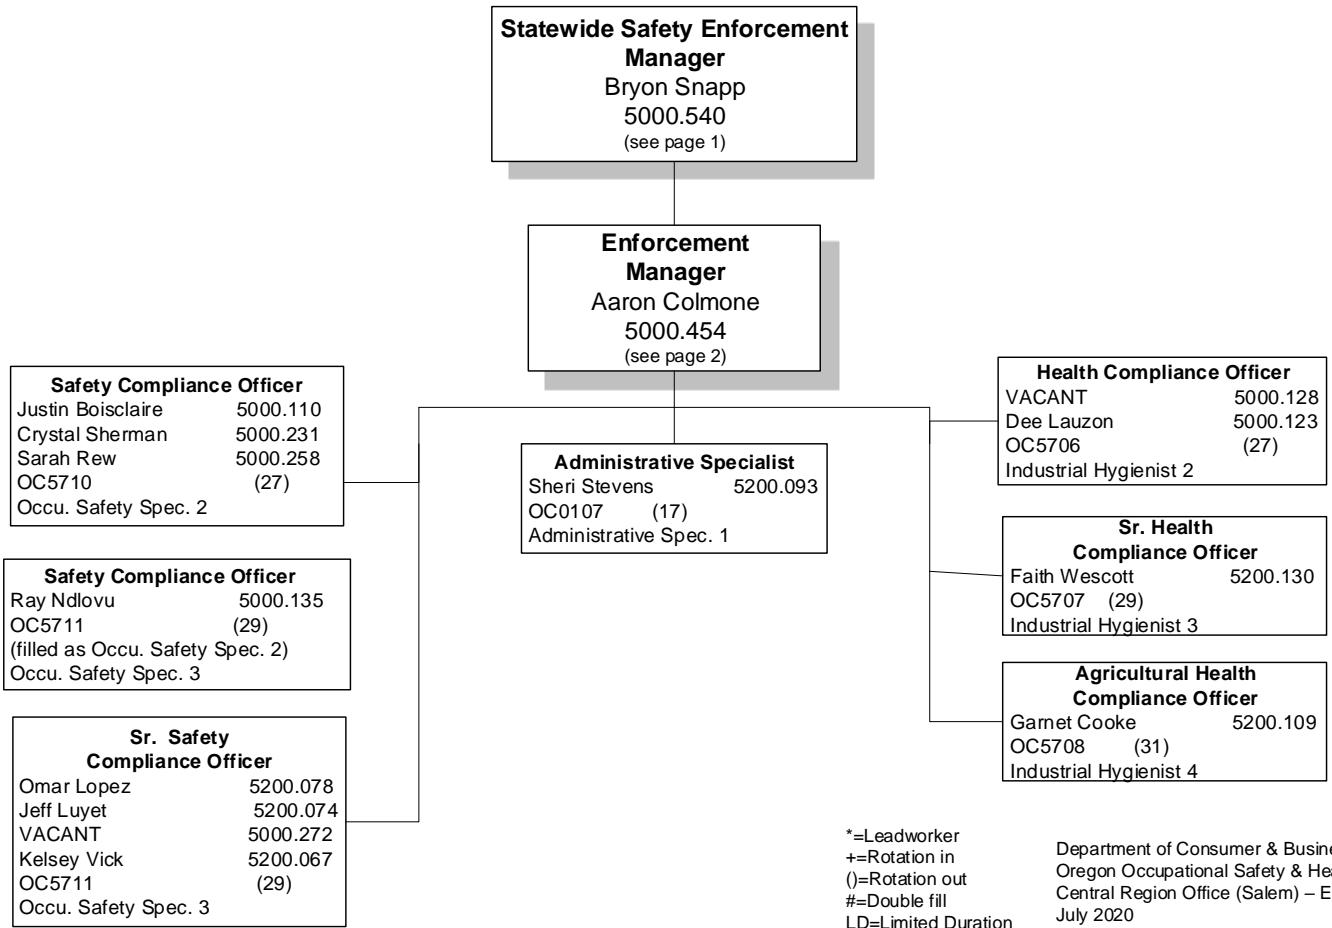 Statewide Safety Enforcement
Manager
Bryon Snapp
5000.540
(see page 1)
Enforcement
Manager
Aaron Colmone
5000.454
(see page 2)
Safety Compliance Officer
Justin Boisclaire 5000.110
Crystal Sherman 5000.231
Sarah Rew 5000.258
OC5710 (27)
Occu. Safety Spec. 2
Safety Compliance Officer
Ray Ndlovu 5000.135
OC5711 (29)
(filled as Occu. Safety Spec. 2)
Occu. Safety Spec. 3
Sr. Safety
Compliance Officer
Omar Lopez 5200.078
Jeff Luyet 5200.074
VACANT 5000.272
Kelsey Vick 5200.067
OC5711 (29)
Occu. Safety Spec. 3
Administrative Specialist
Sheri Stevens 5200.093
OC0107 (17)
Administrative Spec. 1
Health Compliance Officer
VACANT 5000.128
Dee Lauzon 5000.123
OC5706 (27)
Industrial Hygienist 2
Sr. Health
Compliance Officer
Faith Wescott 5200.130
OC5707 (29)
Industrial Hygienist 3
Agricultural Health
Compliance Officer
Garnet Cooke 5200.109
OC5708 (31)
Industrial Hygienist 4
*=Leadworker
+=Rotation in
()=Rotation out
#=Double fill
LD=Limited Duration
Department of Consumer & Busine
Oregon Occupational Safety & Hea
Central Region Office (Salem) – E
July 2020